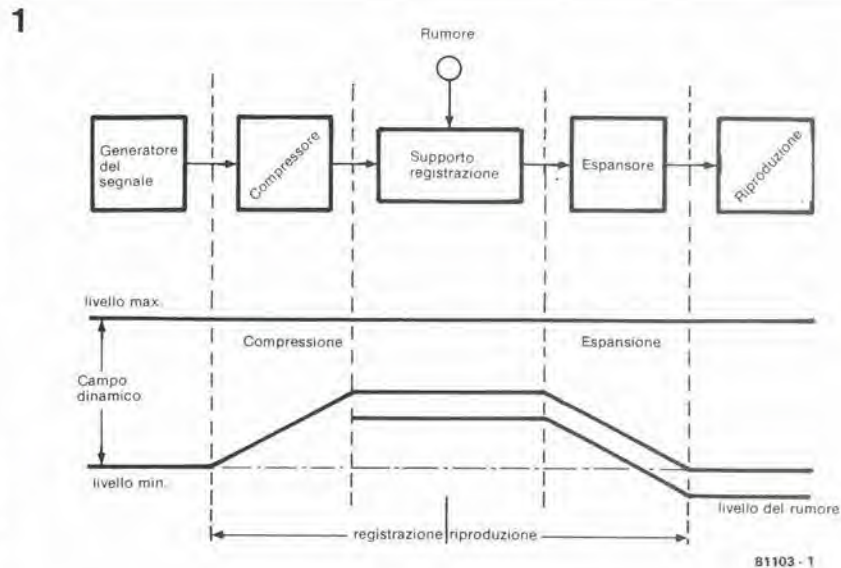 1
Rumore
Generatore
del
segnale
Compressore
Supporto
registrazione
Espansore
Riproduzione
livello max.
Compressione
Espansione
Campo
dinamico
livello min.
livello del rumore
registrazione riproduzione
81103 - 1